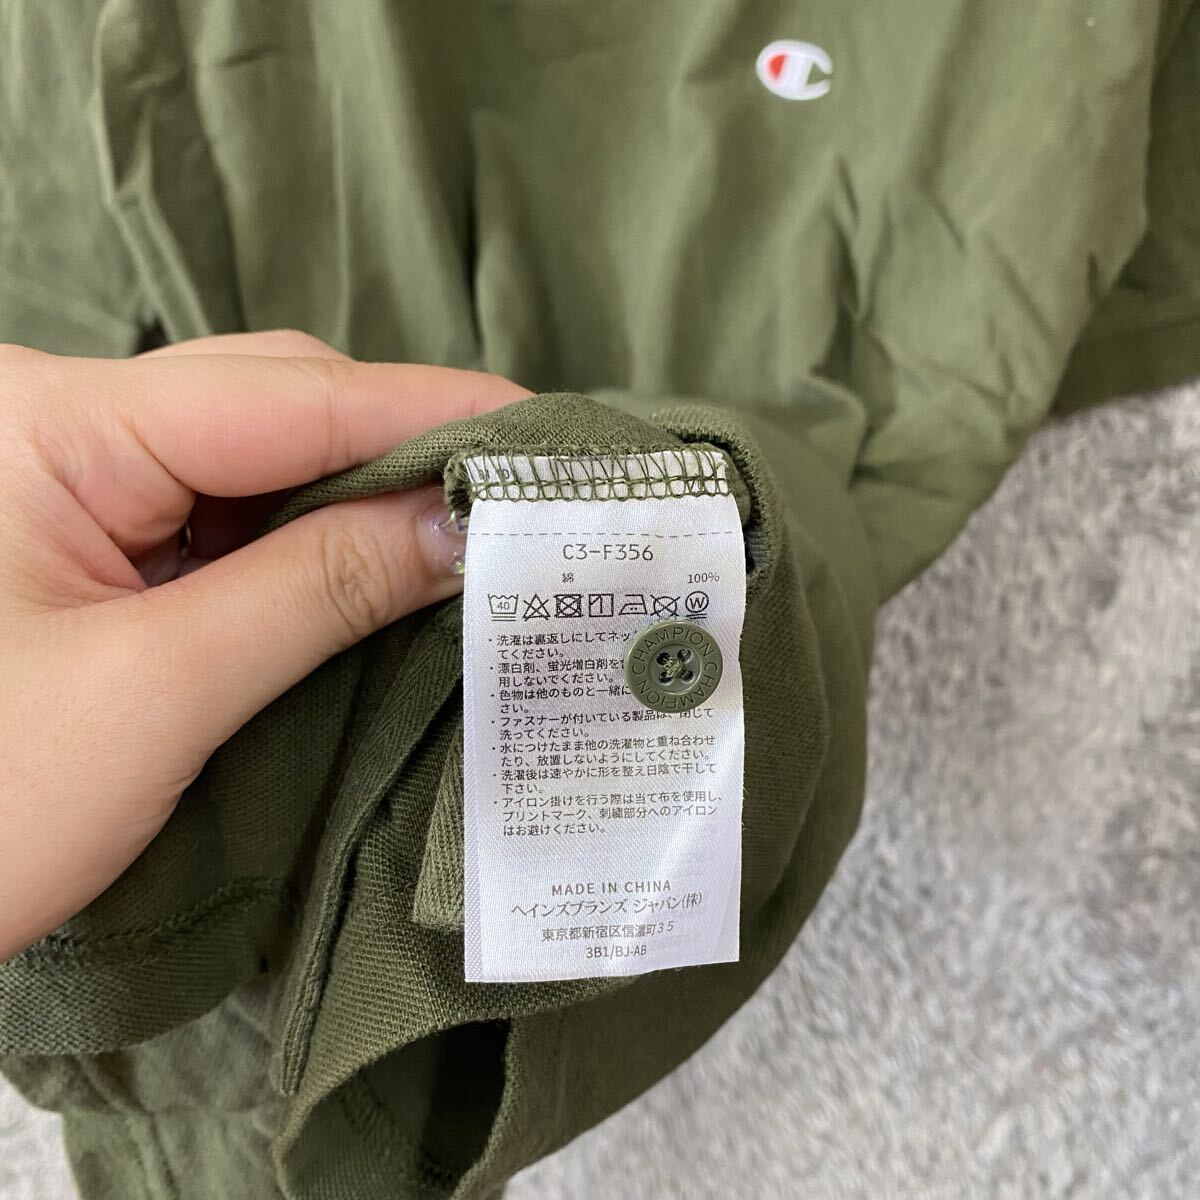 C3-F356
綿 100%
40 W
・洗濯は裏返しにしてネッ
てください。
・漂白剤、蛍光増白剤を
用しないでください。
・色物は他のものと一緒に
さい。
・ファスナーが付いている製品は、閉じて
洗ってください。
・水につけたまま他の洗濯物と重ね合わせ
たり、放置しないようにしてください。
・洗濯後は速やかに形を整え日陰で干して
下さい。
・アイロン掛けを行う際は当て布を使用し、
プリントマーク、刺繍部分へのアイロン
はお避けください。
CHAMPION CHAMPION
MADE IN CHINA
ヘインズブランズ ジャパン(株)
東京都新宿区信濃町35
3B1/BJ-AB